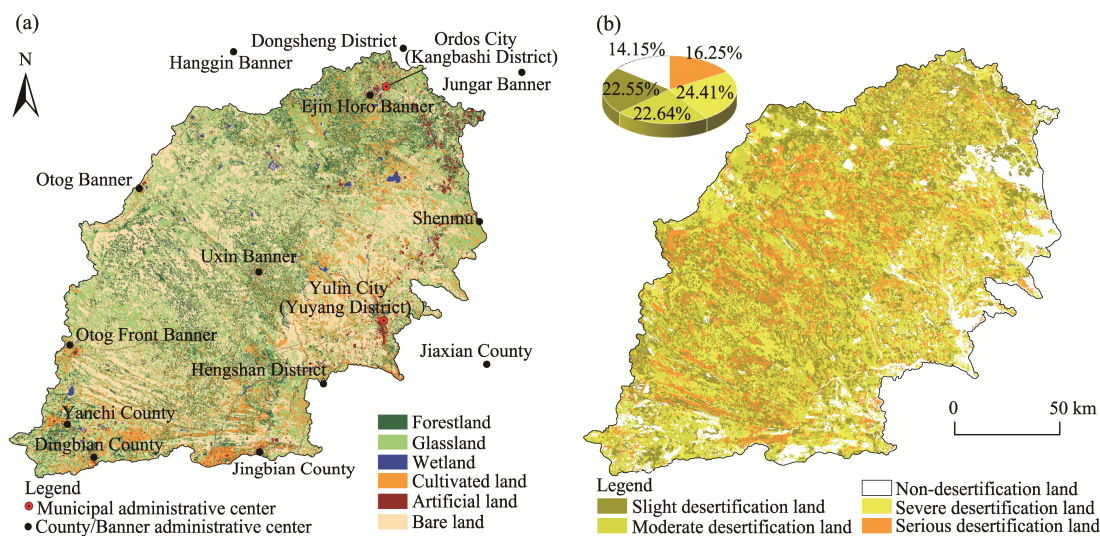 (a)
N
Dongsheng District
Hanggin Banner
Ordos City
(Kangbashi District)
Jungar Banner
Ejin Horo Banner
Otog Banner
Shenmu
Uxin Banner
Yulin City
(Yuyang District)
Otog Front Banner
Jiaxian County
Hengshan District
Yanchi County
Dingbian County
Jingbian County
Legend
Municipal administrative center
County/Banner administrative center
Forestland
Glassland
Wetland
Cultivated land
Artificial land
Bare land
(b)
14.15%
16.25%
22.55%
24.41%
22.64%
0 50 km
Legend
Slight desertification land
Moderate desertification land
Non-desertification land
Severe desertification land
Serious desertification land